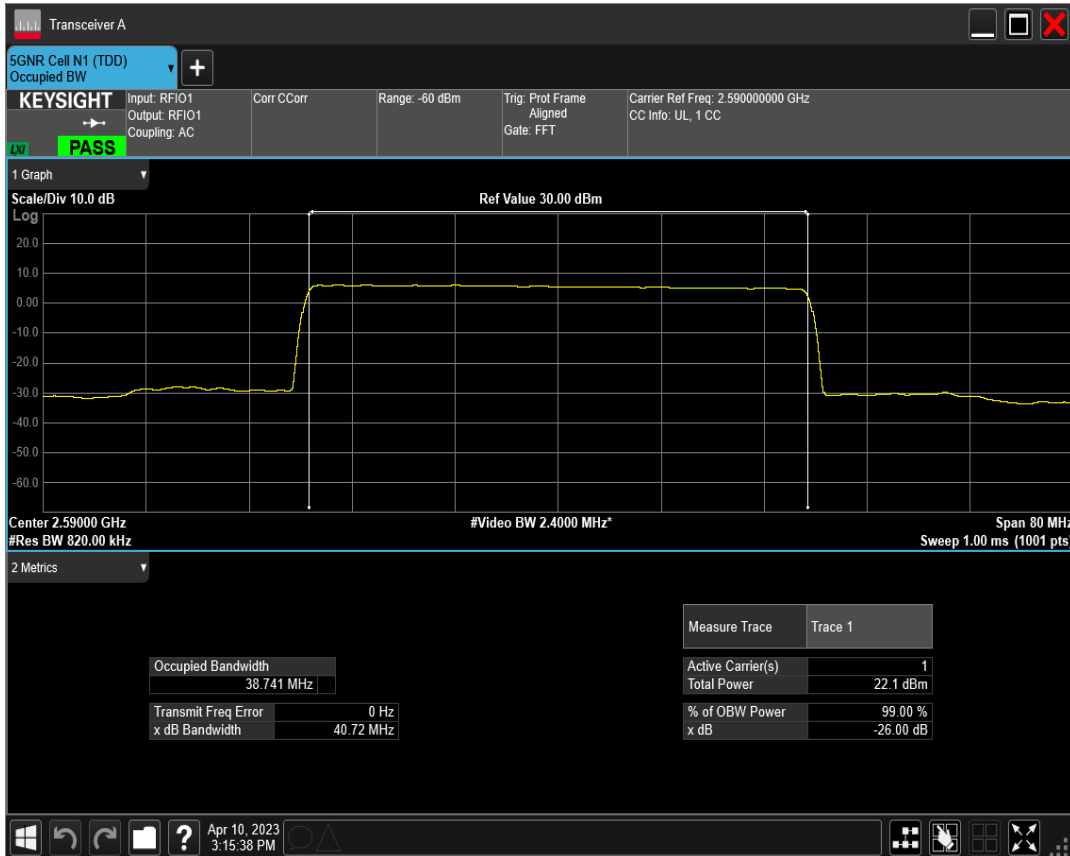 Transceiver A
5GNR Cell N1 (TDD)
Occupied BW
+
KEYSIGHT
LXI
PASS
Input: RFIO1
Output: RFIO1
Coupling: AC
Corr CCorr
Range: -60 dBm
Trig: Prot Frame
Aligned
Gate: FFT
Carrier Ref Freq: 2.590000000 GHz
CC Info: UL, 1 CC
1 Graph
Scale/Div 10.0 dB
Ref Value 30.00 dBm
Log
20.0
10.0
0.00
-10.0
-20.0
-30.0
-40.0
-50.0
-60.0
Center 2.59000 GHz
#Video BW 2.4000 MHz*
Span 80 MHz
#Res BW 820.00 kHz
Sweep 1.00 ms (1001 pts)
2 Metrics
Measure Trace Trace 1
Occupied Bandwidth
38.741 MHz
Transmit Freq Error 0 Hz
x dB Bandwidth 40.72 MHz
Active Carrier(s) 1
Total Power 22.1 dBm
% of OBW Power 99.00 %
x dB -26.00 dB
?
Apr 10, 2023
3:15:38 PM